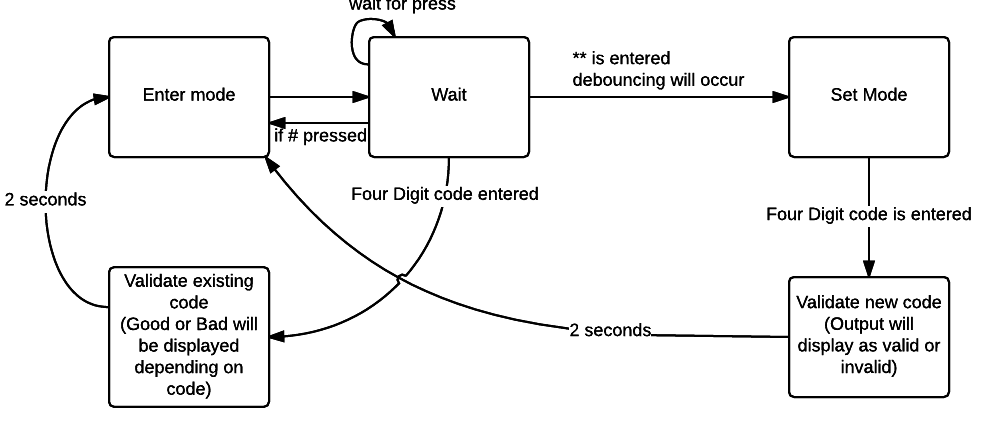 wait for press
Enter mode
Wait
** is entered
debouncing will occur
Set Mode
if # pressed
2 seconds
Four Digit code entered
Four Digit code is entered
Validate existing
code
(Good or Bad will
be displayed
depending on
code)
2 seconds
Validate new code
(Output will
display as valid or
invalid)